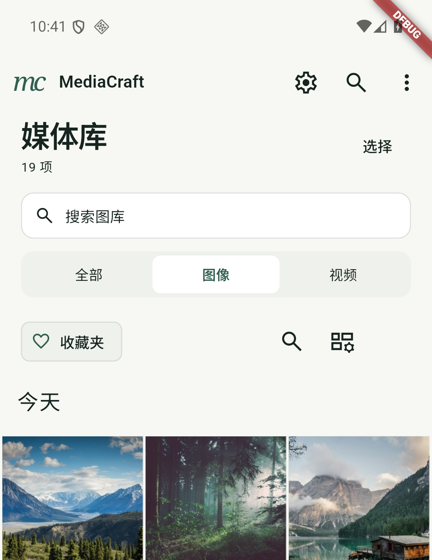 10:41
DEBUG
mc MediaCraft
媒体库
选择
19 项
搜索图库
全部 图像 视频
收藏夹
今天